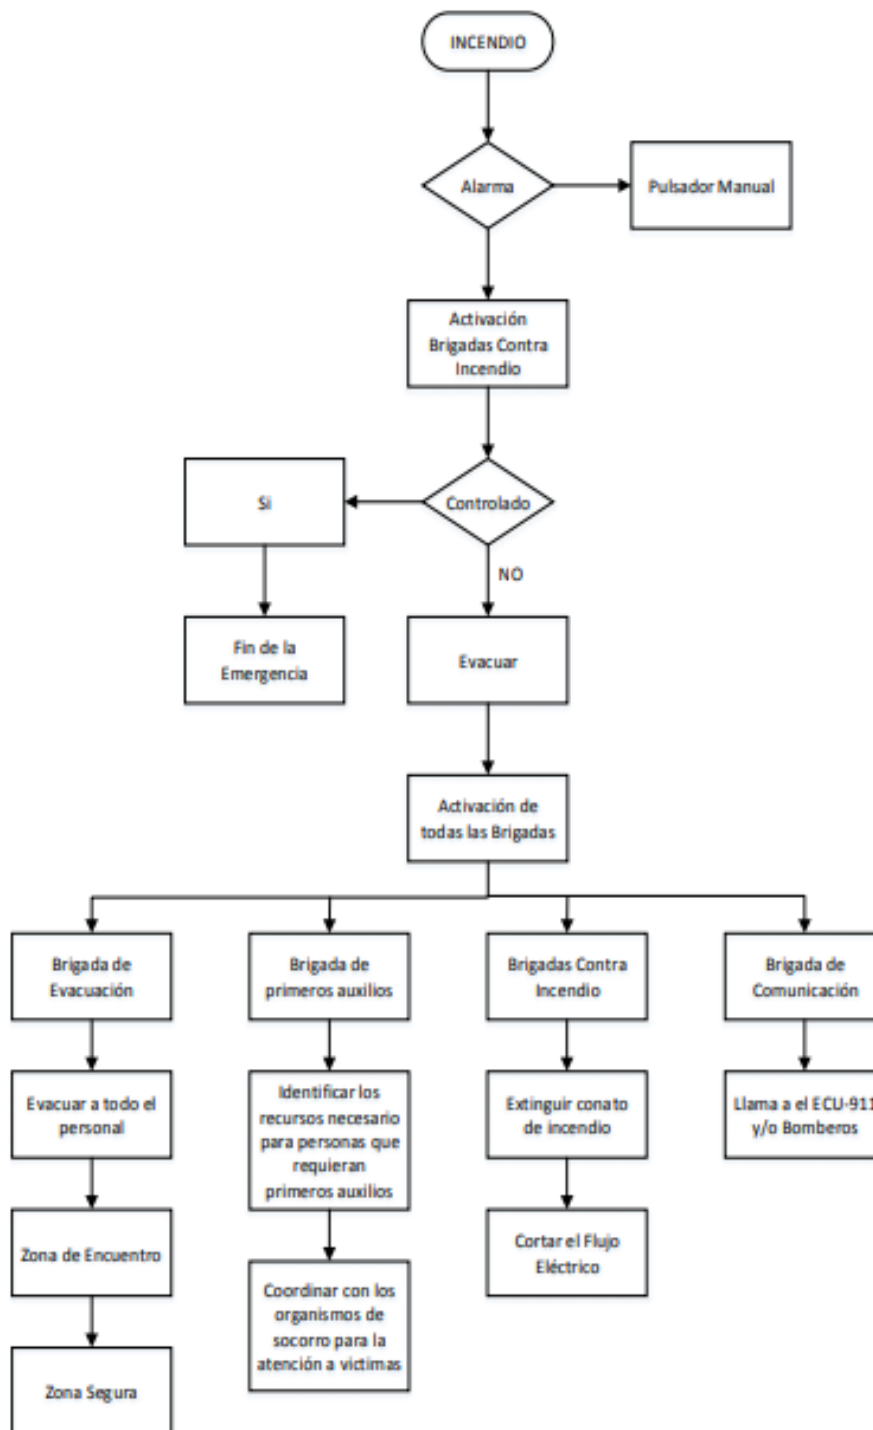 INCENDIO
Alarma
Pulsador Manual
Activación
Brigadas Contra
Incendio
Si
Controlado
NO
Fin de la
Emergencia
Evacuar
Activación de
todas las Brigadas
Brigada de
Evacuación
Brigada de
primeros auxilios
Brigadas Contra
Incendio
Brigada de
Comunicación
Evacuar a todo el
personal
Identificar los
recursos necesario
para personas que
requieran
primeros auxilios
Extinguir conato
de incendio
Llama a el ECU-911
y/o Bomberos
Zona de Encuentro
Coordinar con los
organismos de
socorro para la
atención a victimas
Cortar el Flujo
Eléctrico
Zona Segura